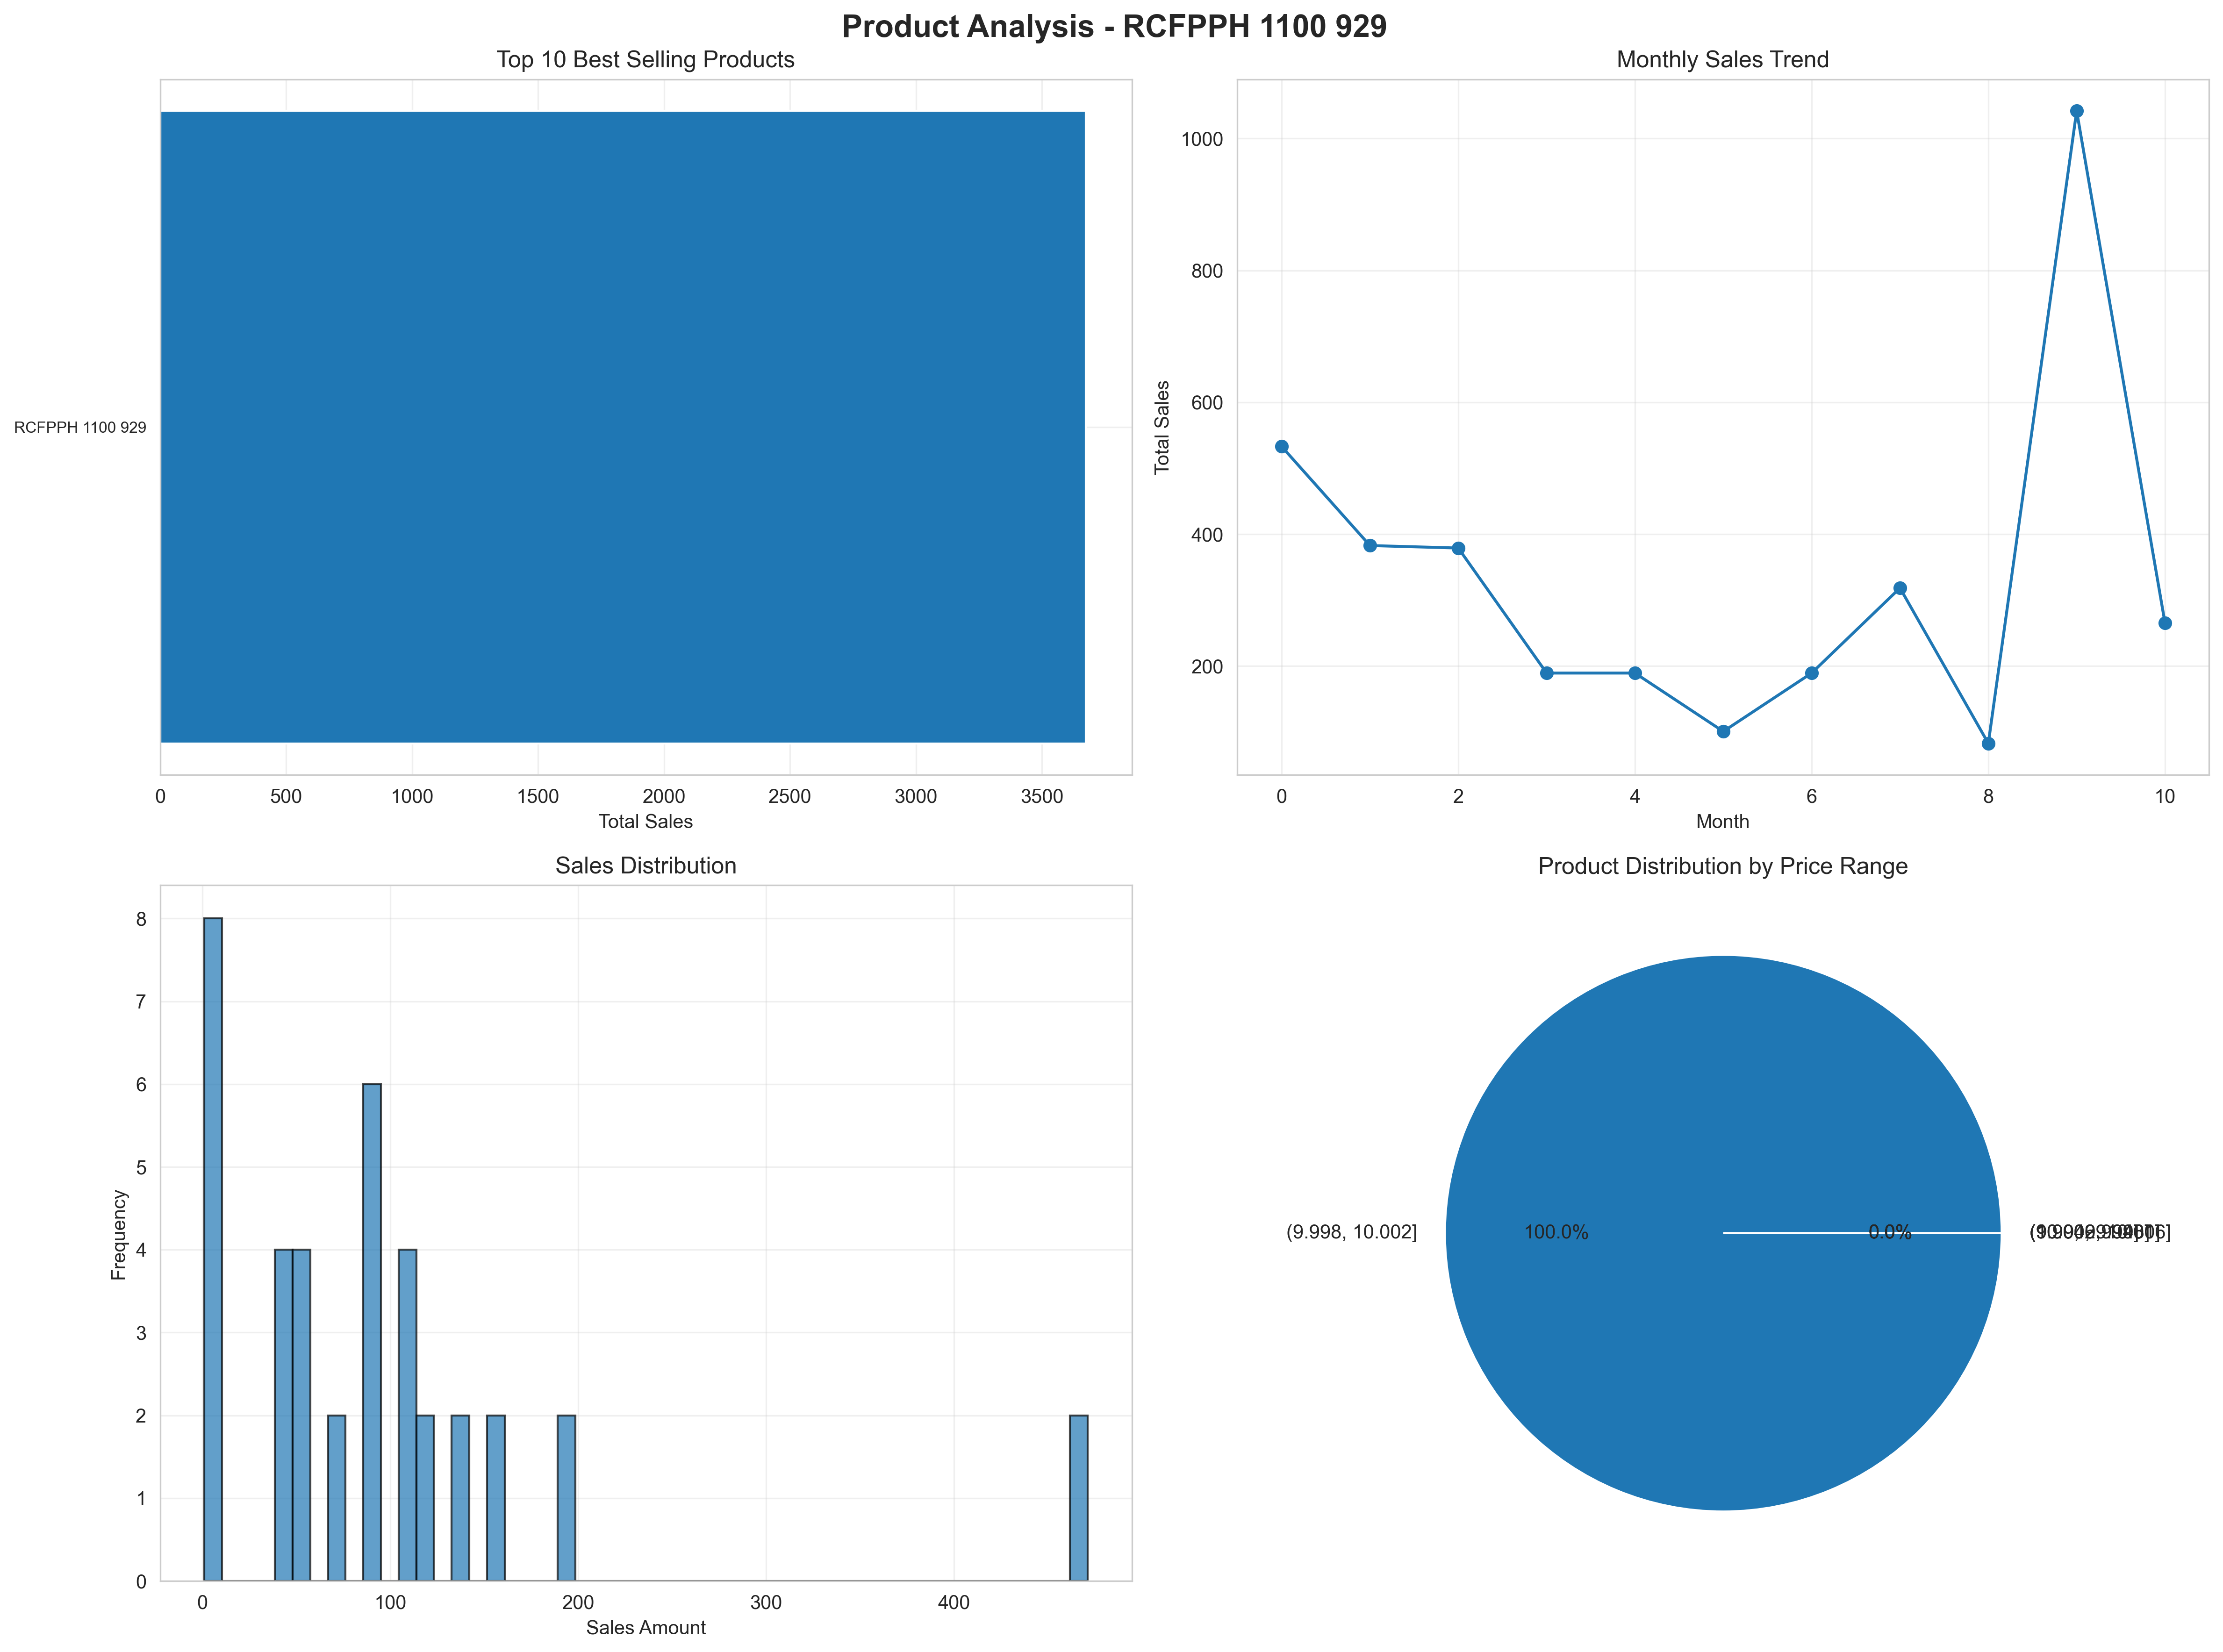 Product Analysis - RCFPPH 1100 929
Top 10 Best Selling Products
RCFPPH 1100 929
0 500 1000 1500 2000 2500 3000 3500
Total Sales
Monthly Sales Trend
1000
800
600
400
200
Total Sales
0 2 4 6 8 10
Month
Sales Distribution
8
7
6
5
4
3
2
1
0
Frequency
0 100 200 300 400
Sales Amount
Product Distribution by Price Range
(9.998, 10.002]
100.0%
0.0%